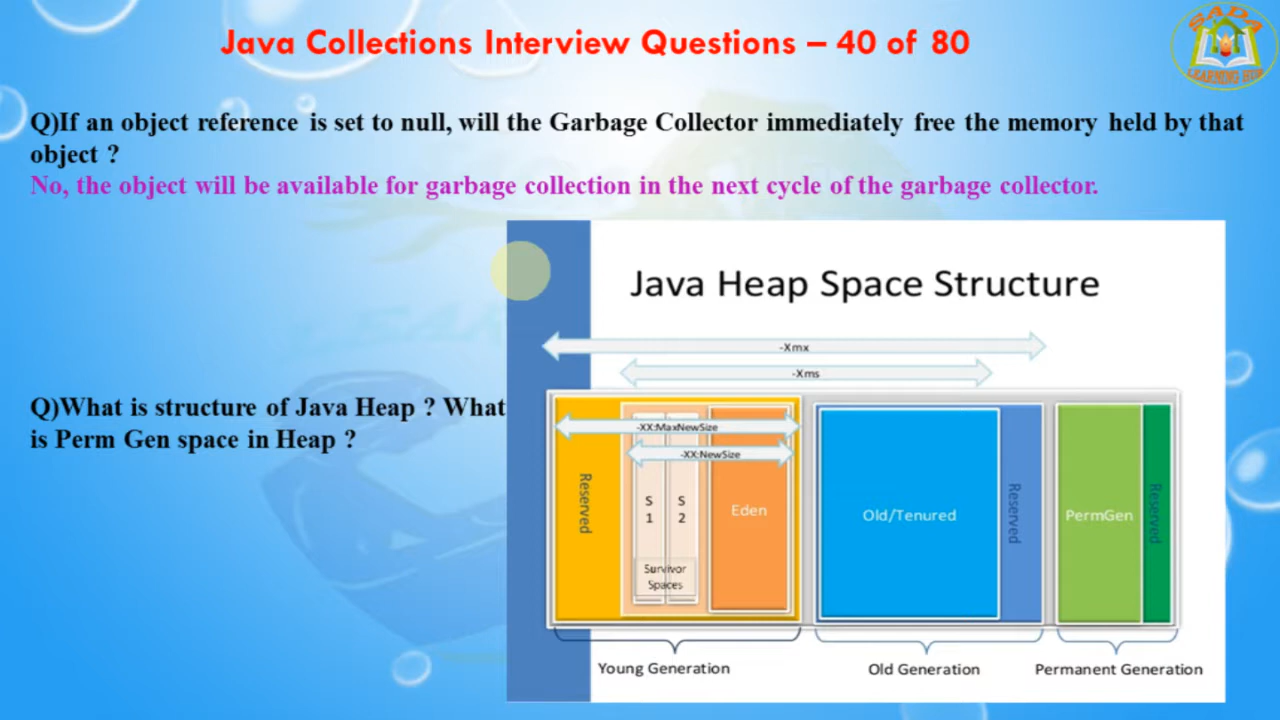 Java Collections Interview Questions – 40 of 80
SADA
LEARNING HUB
Q)If an object reference is set to null, will the Garbage Collector immediately free the memory held by that
object ?
No, the object will be available for garbage collection in the next cycle of the garbage collector.
Q)What is structure of Java Heap ? What
is Perm Gen space in Heap ?
Java Heap Space Structure
-Xmx
-Xms
-XX:MaxNewSize
-XX:NewSize
Reserved
S
1
S
2
Survivor
Spaces
Eden
Old/Tenured
Reserved
PermGen
Reserved
Young Generation
Old Generation
Permanent Generation